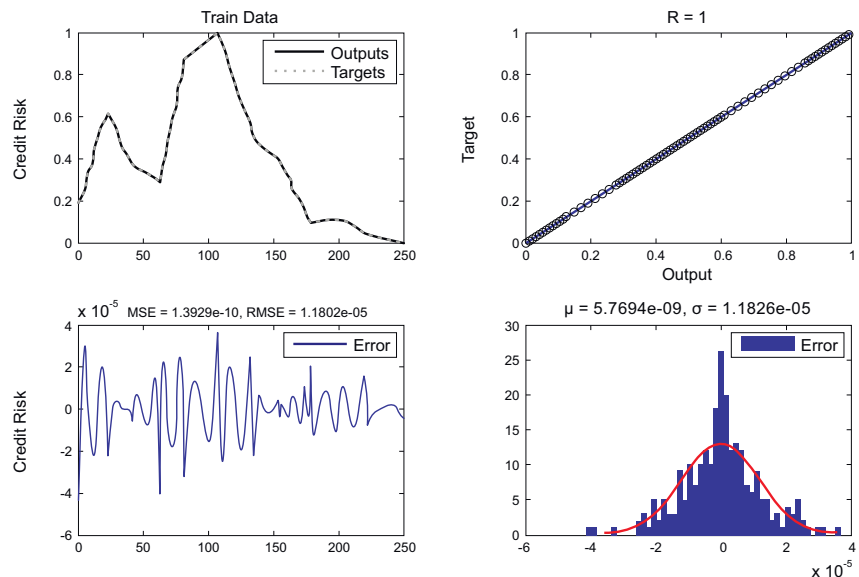 Train Data
Credit Risk
1
0.8
0.6
0.4
0.2
0
Outputs
Targets
0 50 100 150 200 250
R = 1
Target
1
0.8
0.6
0.4
0.2
0
0 0.2 0.4 0.6 0.8 1
Output
x 10⁻⁵ MSE = 1.3929e-10, RMSE = 1.1802e-05
Credit Risk
4
2
0
-2
-4
-6
Error
0 50 100 150 200 250
μ = 5.7694e-09, σ = 1.1826e-05
30
25
20
15
10
5
0
Error
-6 -4 -2 0 2 4
x 10⁻⁵